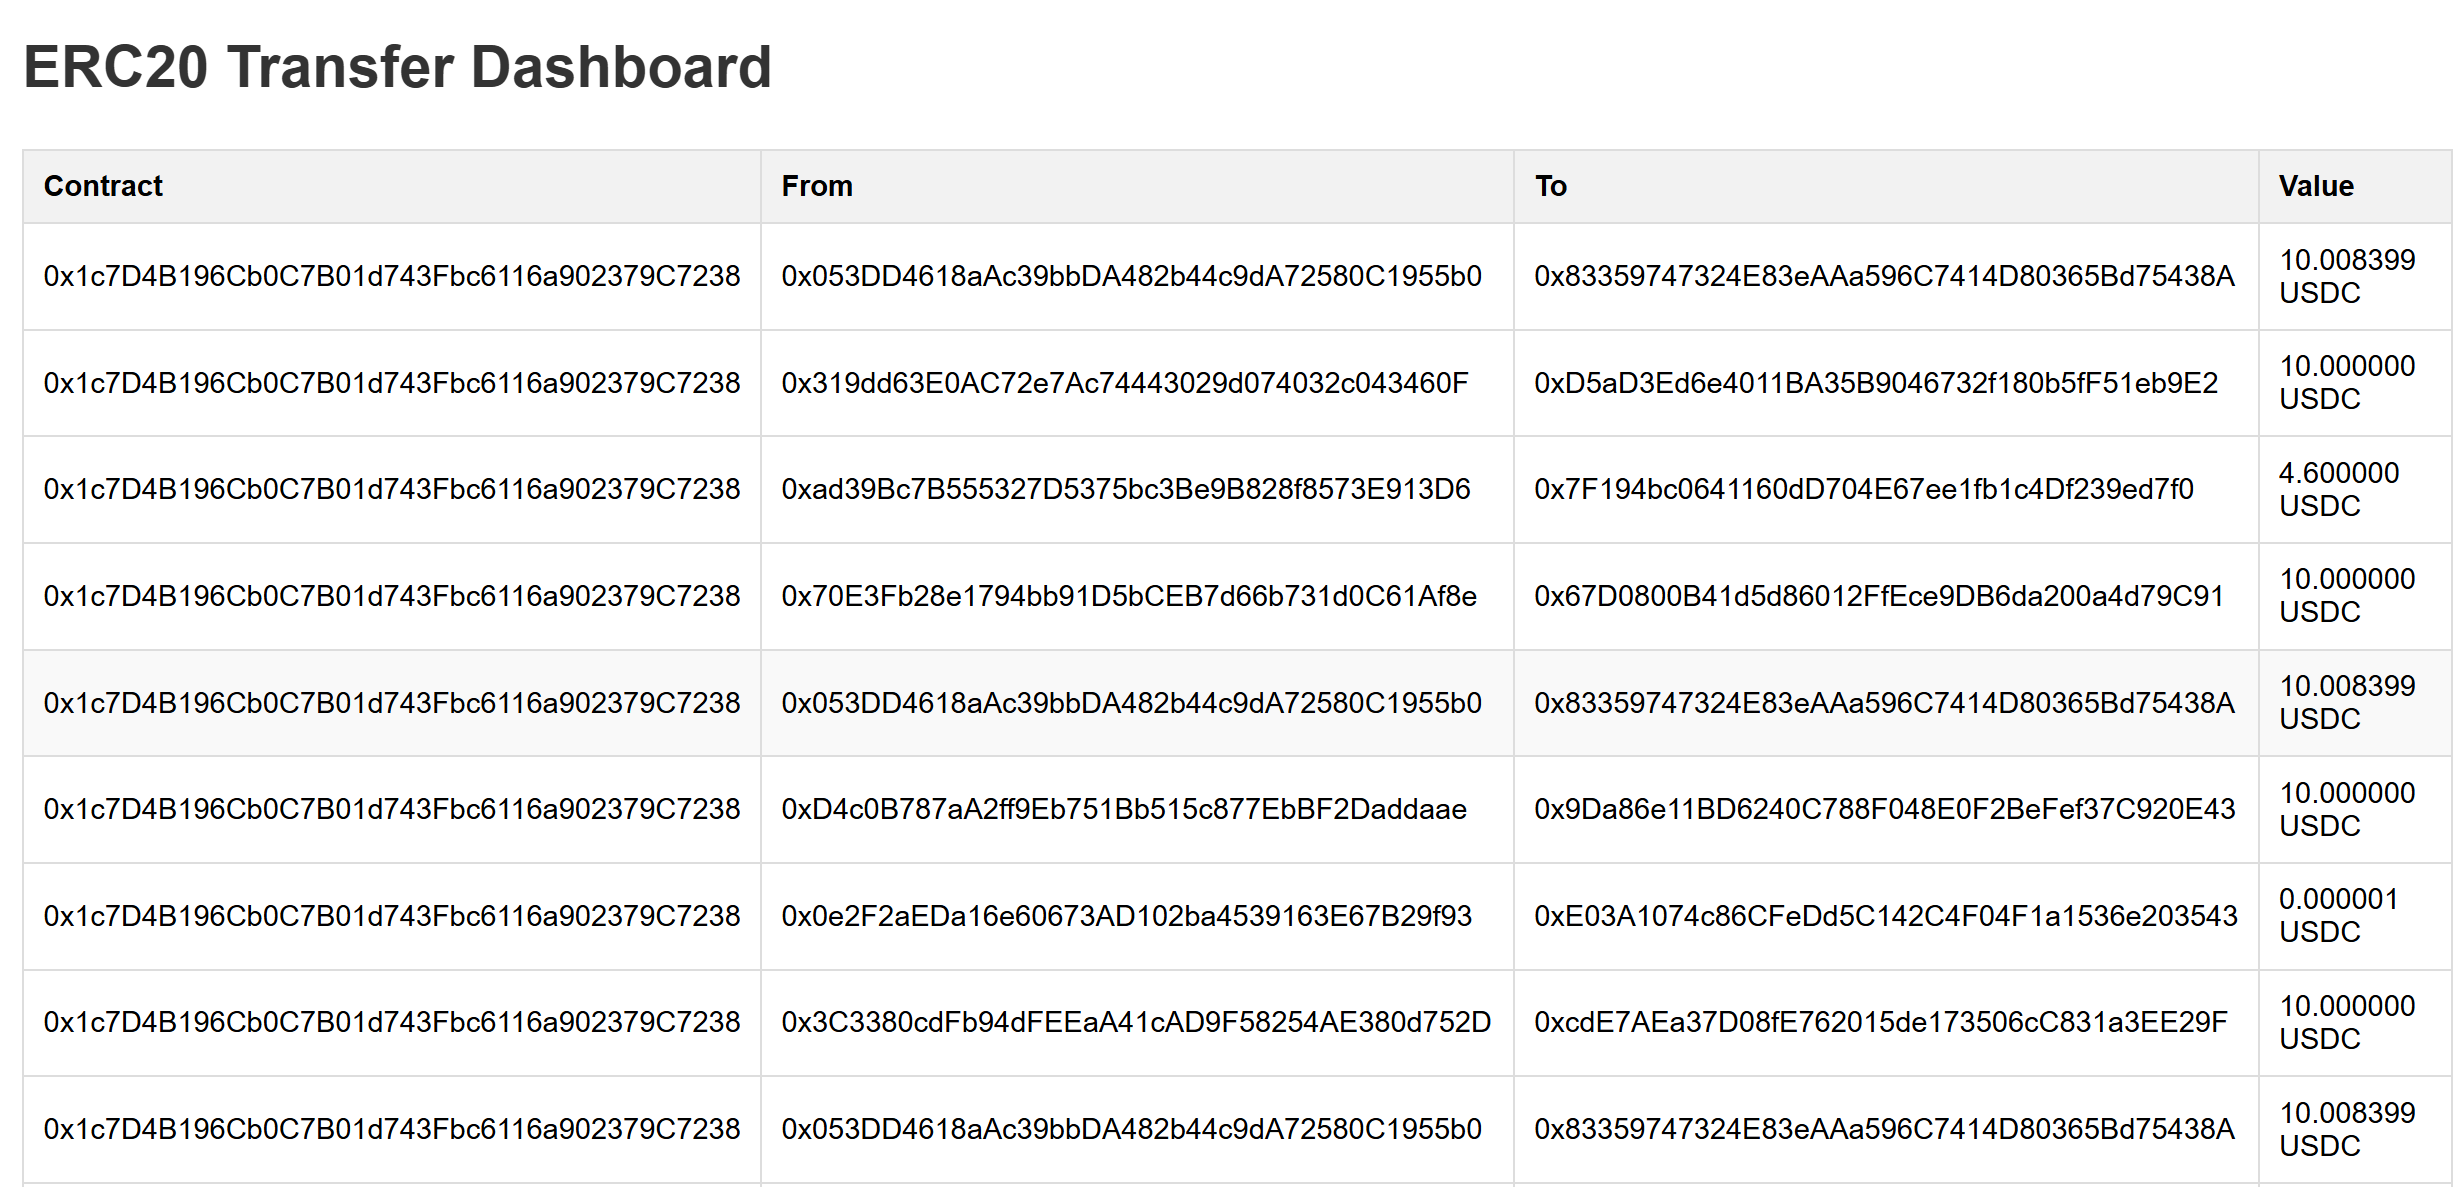 ERC20 Transfer Dashboard
Contract From To Value
0x1c7D4B196Cb0C7B01d743Fbc6116a902379C7238 0x053DD4618aAc39bbDA482b44c9dA72580C1955b0 0x83359747324E83eAAa596C7414D80365Bd75438A 10.008399
USDC
0x1c7D4B196Cb0C7B01d743Fbc6116a902379C7238 0x319dd63E0AC72e7Ac74443029d074032c043460F 0xD5aD3Ed6e4011BA35B9046732f180b5fF51eb9E2 10.000000
USDC
0x1c7D4B196Cb0C7B01d743Fbc6116a902379C7238 0xad39Bc7B555327D5375bc3Be9B828f8573E913D6 0x7F194bc0641160dD704E67ee1fb1c4Df239ed7f0 4.600000
USDC
0x1c7D4B196Cb0C7B01d743Fbc6116a902379C7238 0x70E3Fb28e1794bb91D5bCEB7d66b731d0C61Af8e 0x67D0800B41d5d86012FfEce9DB6da200a4d79C91 10.000000
USDC
0x1c7D4B196Cb0C7B01d743Fbc6116a902379C7238 0x053DD4618aAc39bbDA482b44c9dA72580C1955b0 0x83359747324E83eAAa596C7414D80365Bd75438A 10.008399
USDC
0x1c7D4B196Cb0C7B01d743Fbc6116a902379C7238 0xD4c0B787aA2ff9Eb751Bb515c877EbBF2Daddaae 0x9Da86e11BD6240C788F048E0F2BeFef37C920E43 10.000000
USDC
0x1c7D4B196Cb0C7B01d743Fbc6116a902379C7238 0x0e2F2aEDa16e60673AD102ba4539163E67B29f93 0xE03A1074c86CFeDd5C142C4F04F1a1536e203543 0.000001
USDC
0x1c7D4B196Cb0C7B01d743Fbc6116a902379C7238 0x3C3380cdFb94dFEEaA41cAD9F58254AE380d752D 0xcdE7AEa37D08fE762015de173506cC831a3EE29F 10.000000
USDC
0x1c7D4B196Cb0C7B01d743Fbc6116a902379C7238 0x053DD4618aAc39bbDA482b44c9dA72580C1955b0 0x83359747324E83eAAa596C7414D80365Bd75438A 10.008399
USDC